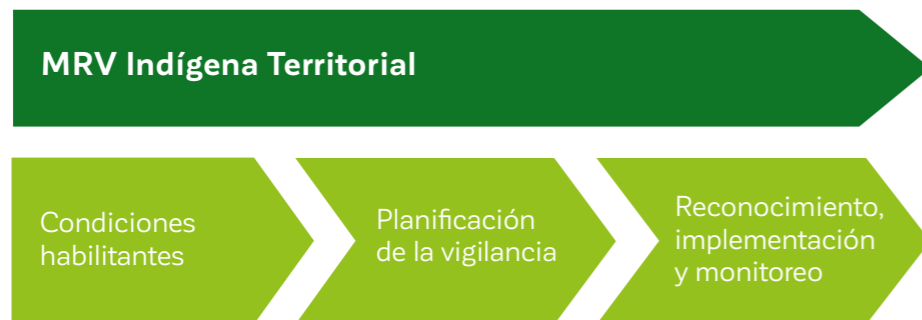 MRV Indígena Territorial
Condiciones
habilitantes
Planificación
de la vigilancia
Reconocimiento,
implementación
y monitoreo